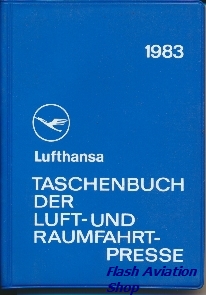 1983
Lufthansa
TASCHENBUCH
DER
LUFT-UND
RAUMFAHRT-
PRESSE
Flash Aviation
Shop